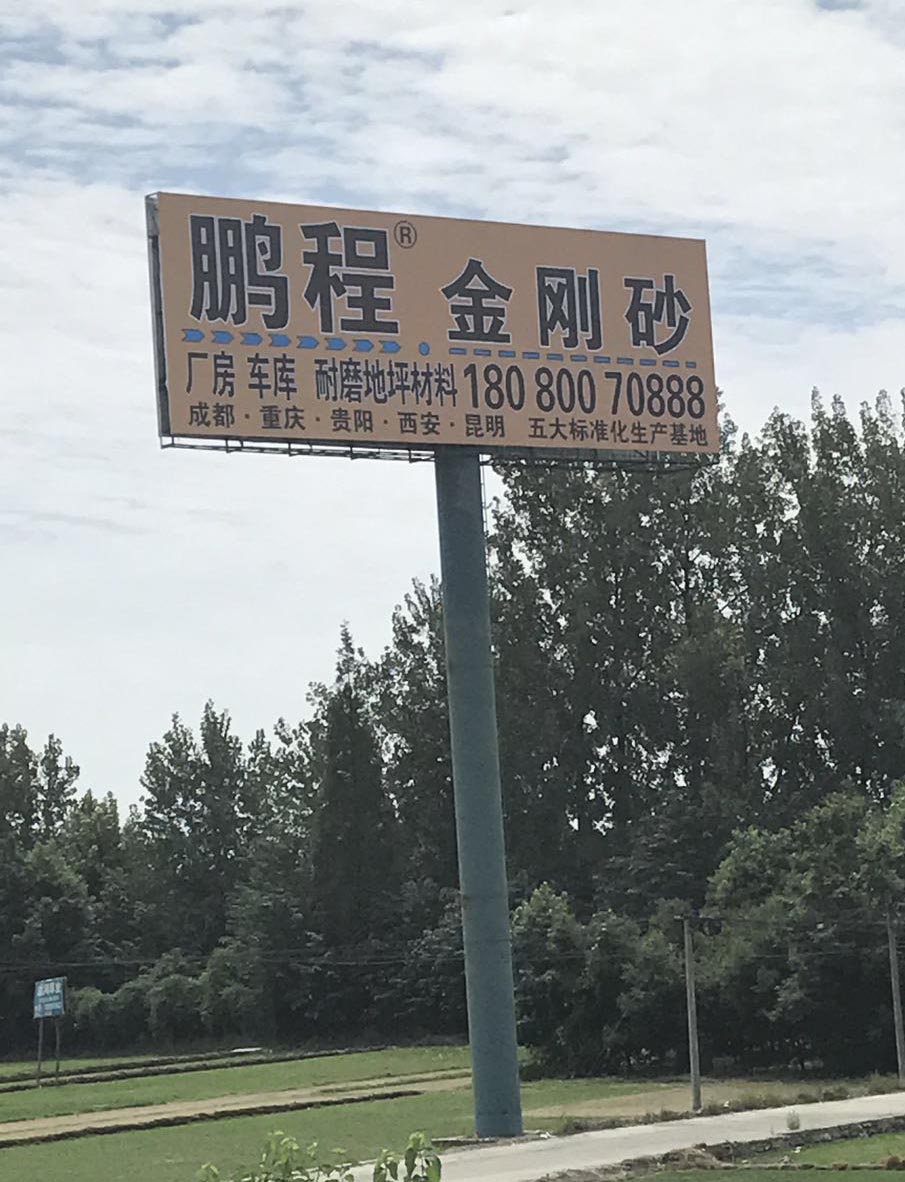 鹏程® 金刚砂
厂房 车库 耐磨地坪材料 180 800 70888
成都·重庆·贵阳·西安·昆明 五大标准化生产基地